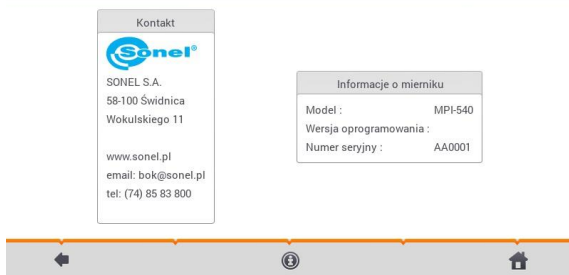 Kontakt
Sonel®
SONEL S.A.
58-100 Świdnica
Wokulskiego 11
www.sonel.pl
email: bok@sonel.pl
tel: (74) 85 83 800
Informacje o mierniku
Model : MPI-540
Wersja oprogramowania :
Numer seryjny : AA0001